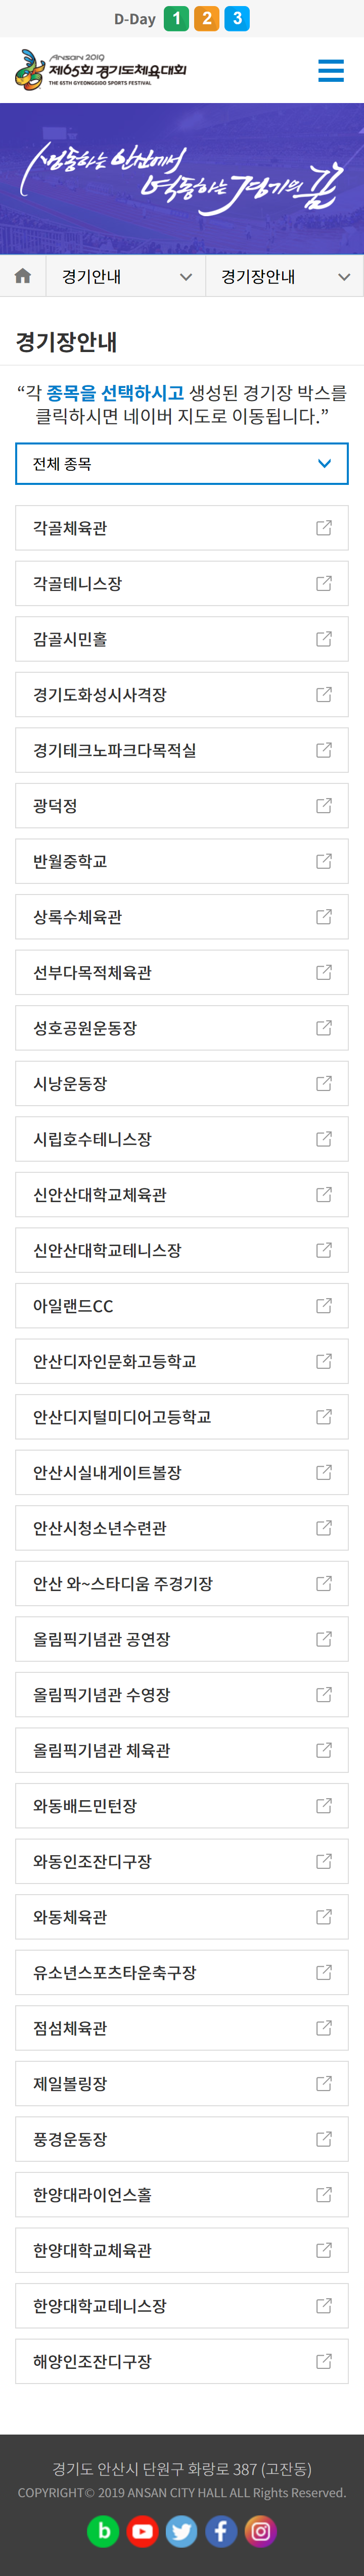 D-Day 1 2 3
Ansan 2019
제65회 경기도체육대회
THE 65TH GYEONGGIDO SPORTS FESTIVAL
생동하는 안산에서
역동하는 경기의 꿈
경기안내 경기장안내
경기장안내
“각 종목을 선택하시고 생성된 경기장 박스를
클릭하시면 네이버 지도로 이동됩니다.”
전체 종목
각골체육관
각골테니스장
감골시민홀
경기도화성시사격장
경기테크노파크다목적실
광덕정
반월중학교
상록수체육관
선부다목적체육관
성호공원운동장
시낭운동장
시립호수테니스장
신안산대학교체육관
신안산대학교테니스장
아일랜드CC
안산디자인문화고등학교
안산디지털미디어고등학교
안산시실내게이트볼장
안산시청소년수련관
안산 와~스타디움 주경기장
올림픽기념관 공연장
올림픽기념관 수영장
올림픽기념관 체육관
와동배드민턴장
와동인조잔디구장
와동체육관
유소년스포츠타운축구장
점섬체육관
제일볼링장
풍경운동장
한양대라이언스홀
한양대학교체육관
한양대학교테니스장
해양인조잔디구장
경기도 안산시 단원구 화랑로 387 (고잔동)
COPYRIGHT© 2019 ANSAN CITY HALL ALL Rights Reserved.